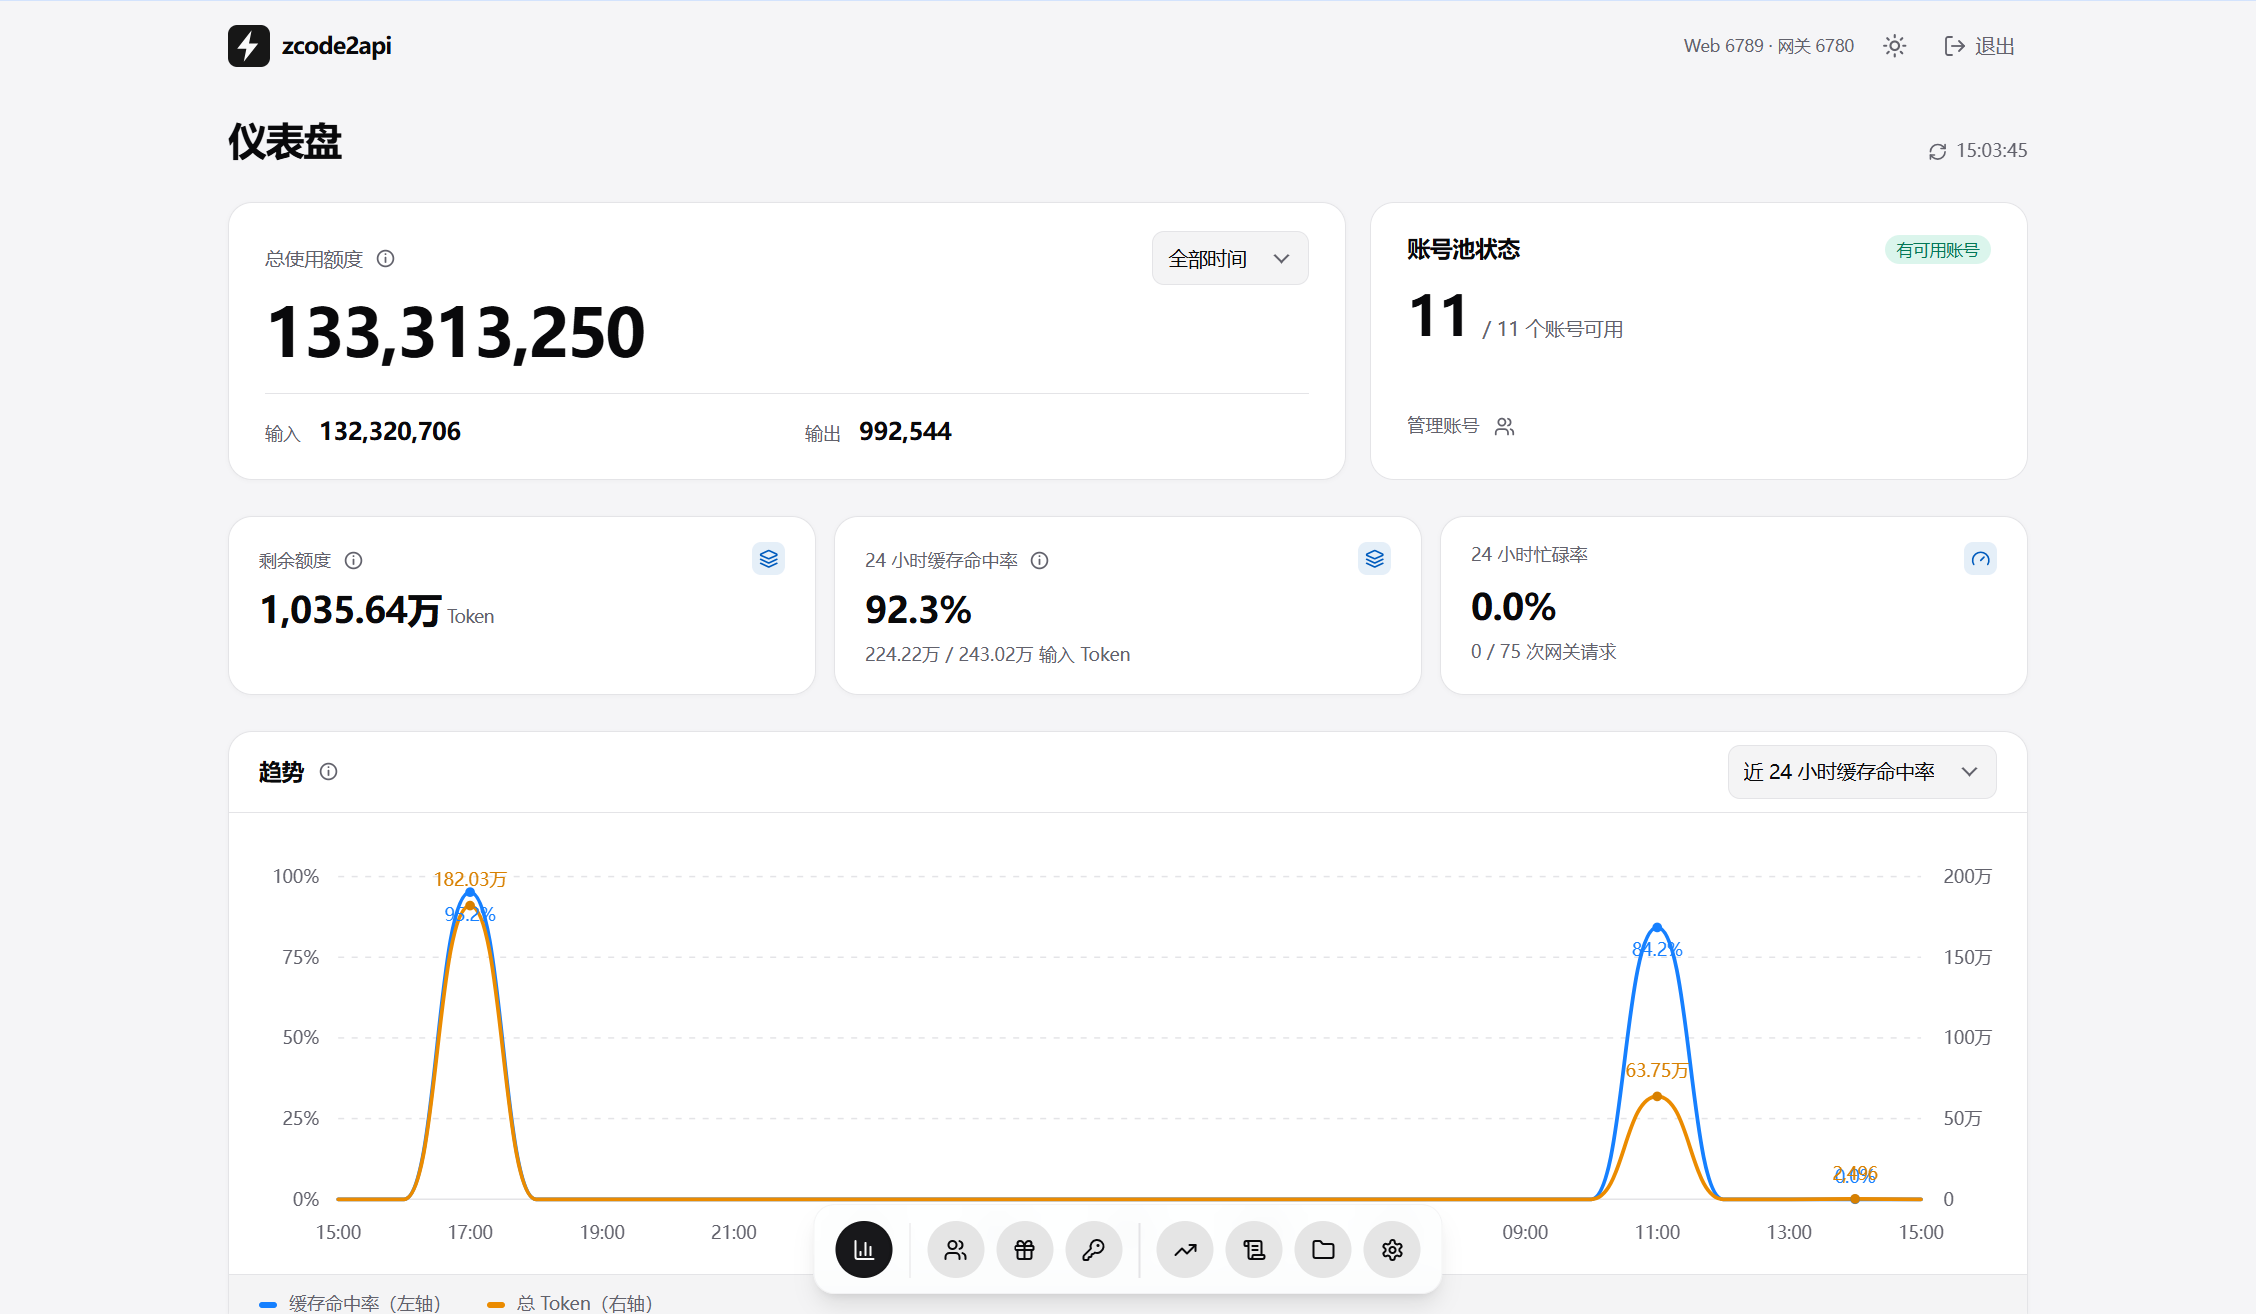 zcode2api
Web 6789 · 网关 6780
退出
仪表盘
15:03:45
总使用额度
全部时间
133,313,250
输入 132,320,706
输出 992,544
账号池状态
有可用账号
11 / 11 个账号可用
管理账号
剩余额度
1,035.64万 Token
24 小时缓存命中率
92.3%
224.22万 / 243.02万 输入 Token
24 小时忙碌率
0.0%
0 / 75 次网关请求
趋势
近 24 小时缓存命中率
100%
75%
50%
25%
0%
182.03万
84.2%
63.75万
0.0%
200万
150万
100万
50万
0
15:00
17:00
19:00
21:00
09:00
11:00
13:00
15:00
缓存命中率（左轴）
总 Token（右轴）